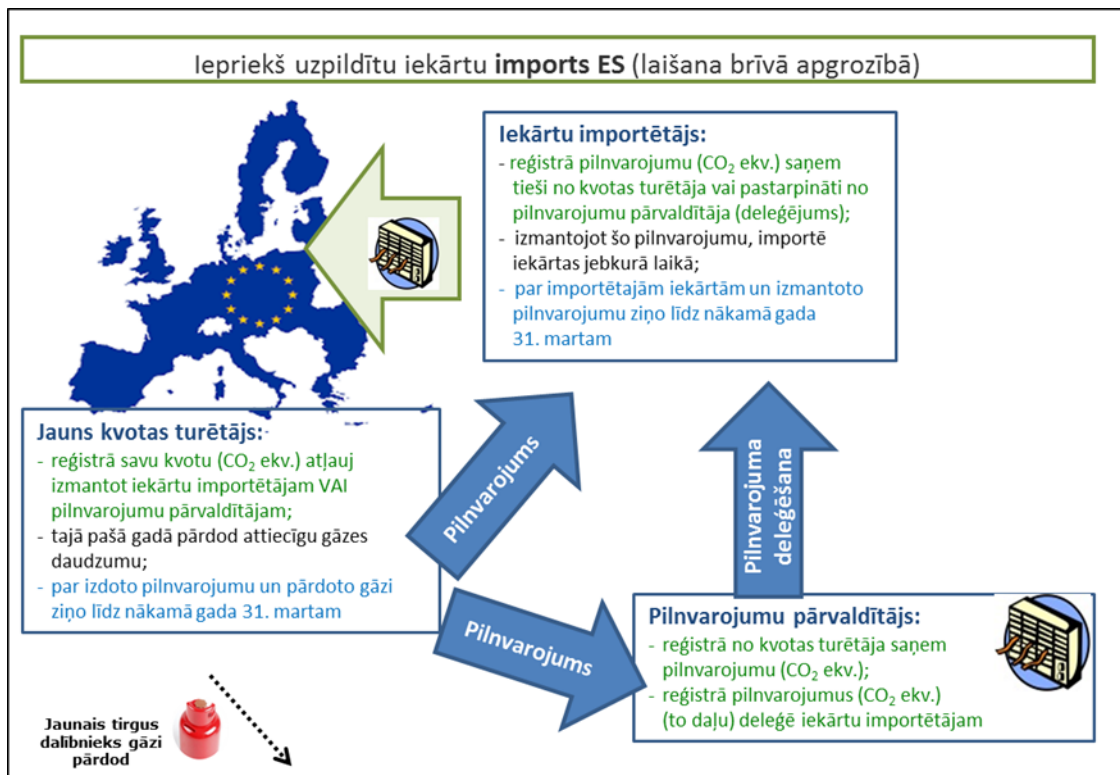 Iepriekš uzpildītu iekārtu imports ES (laišana brīvā apgrozībā)
Iekārtu importētājs:
- reģistrā pilnvarojumu (CO₂ ekv.) saņem
tieši no kvotas turētāja vai pastarpināti no
pilnvarojumu pārvaldītāja (deleģējums);
- izmantojot šo pilnvarojumu, importē
iekārtas jebkurā laikā;
- par importētajām iekārtām un izmantoto
pilnvarojumu ziņo līdz nākamā gada
31. martam
Jauns kvotas turētājs:
- reģistrā savu kvotu (CO₂ ekv.) atļauj
izmantot iekārtu importētājam VAI
pilnvarojumu pārvaldītājam;
- tajā pašā gadā pārdod attiecīgu gāzes
daudzumu;
- par izdoto pilnvarojumu un pārdoto gāzi
ziņo līdz nākamā gada 31. martam
Pilnvarojums
Pilnvarojums
Pilnvarojuma
deleģēšana
Pilnvarojumu pārvaldītājs:
- reģistrā no kvotas turētāja saņem
pilnvarojumu (CO₂ ekv.);
- reģistrā pilnvarojumus (CO₂ ekv.)
(to daļu) deleģē iekārtu importētājam
Jaunais tirgus
dalībnieks gāzi
pārdod